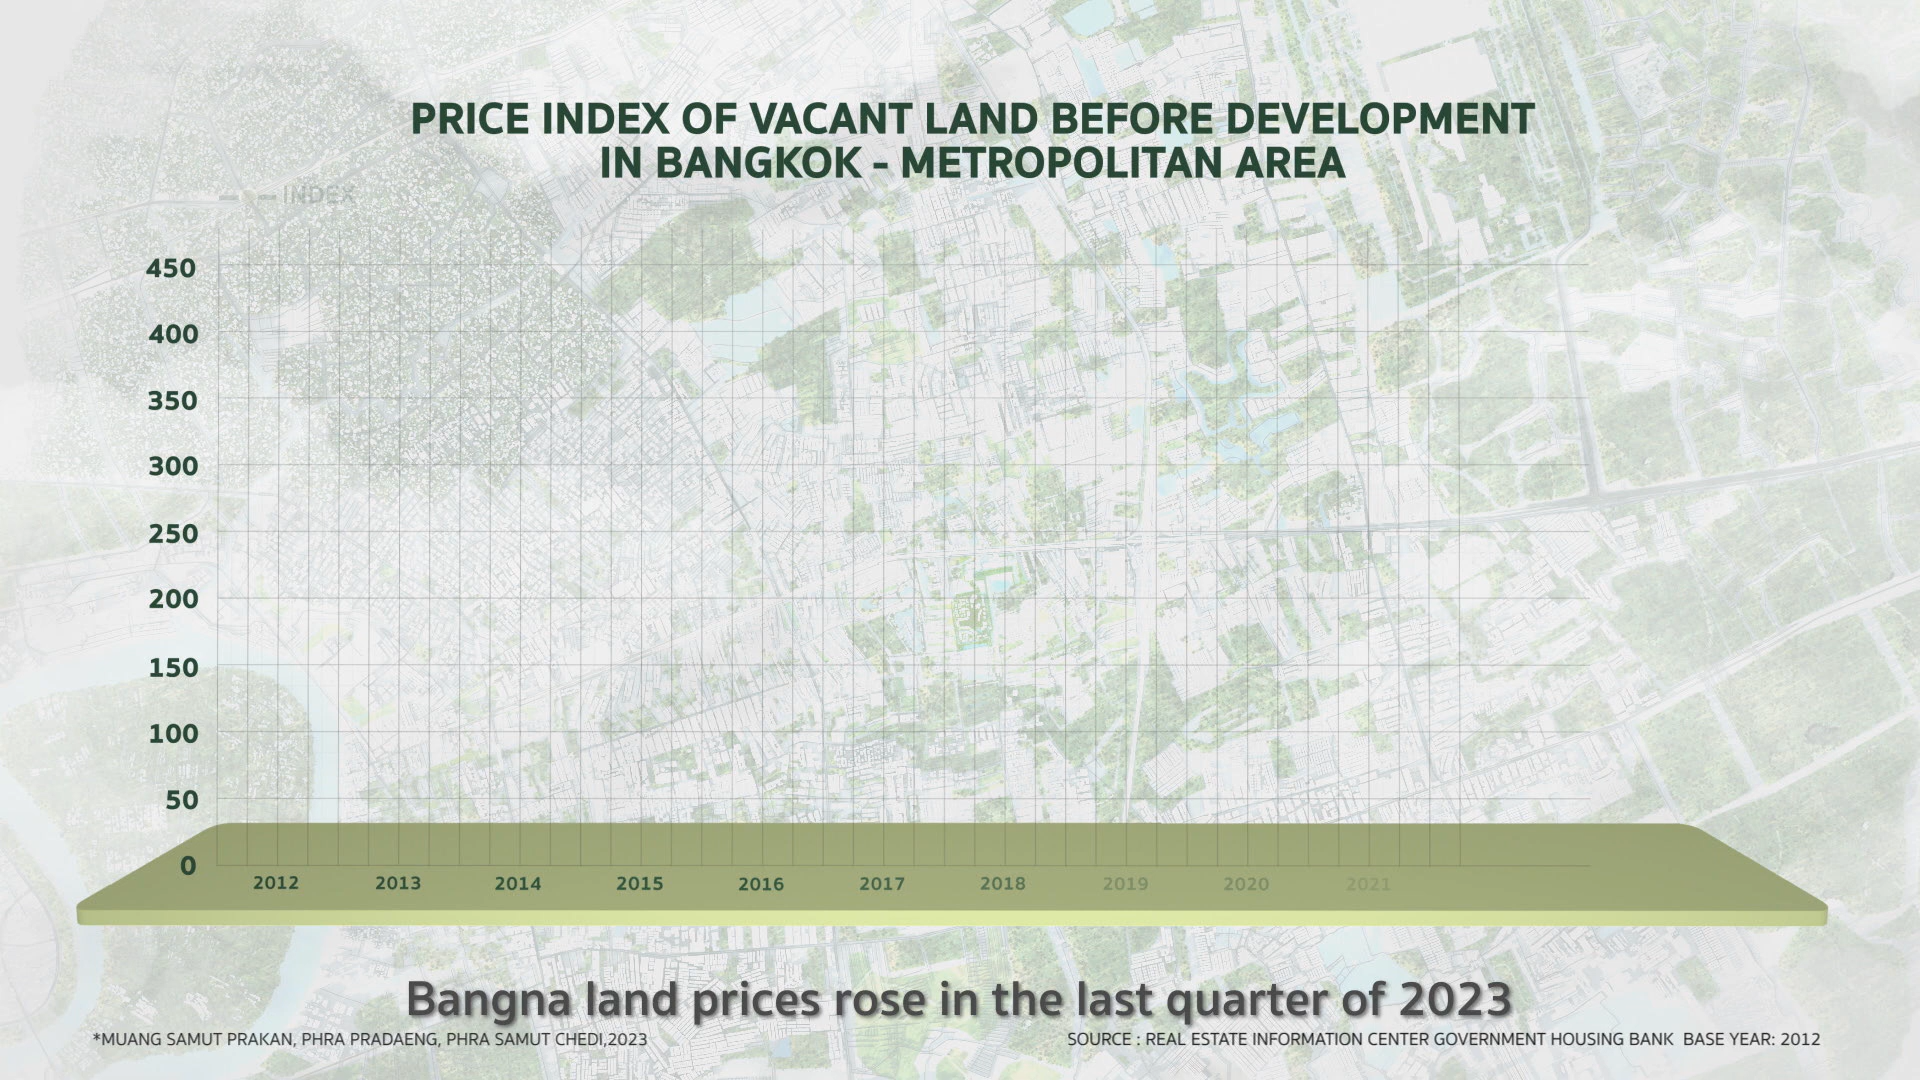 PRICE INDEX OF VACANT LAND BEFORE DEVELOPMENT
IN BANGKOK - METROPOLITAN AREA
INDEX
450
400
350
300
250
200
150
100
50
0
2012 2013 2014 2015 2016 2017 2018 2019 2020 2021
Bangna land prices rose in the last quarter of 2023
*MUANG SAMUT PRAKAN, PHRA PRADAENG, PHRA SAMUT CHEDI,2023
SOURCE : REAL ESTATE INFORMATION CENTER GOVERNMENT HOUSING BANK BASE YEAR: 2012